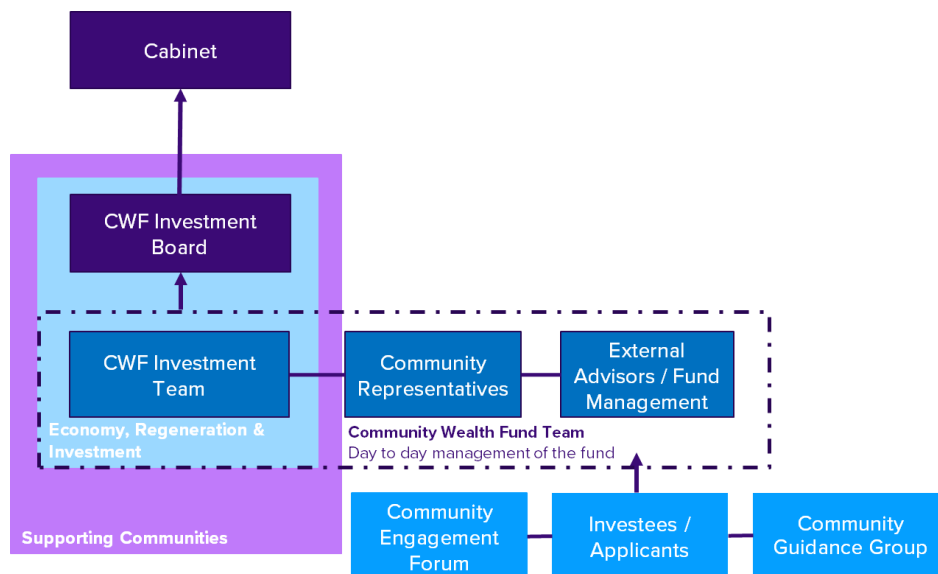 Cabinet
CWF Investment
Board
CWF Investment
Team
Community
Representatives
External
Advisors / Fund
Management
Economy, Regeneration &
Investment
Community Wealth Fund Team
Day to day management of the fund
Community
Engagement
Forum
Investees /
Applicants
Community
Guidance Group
Supporting Communities